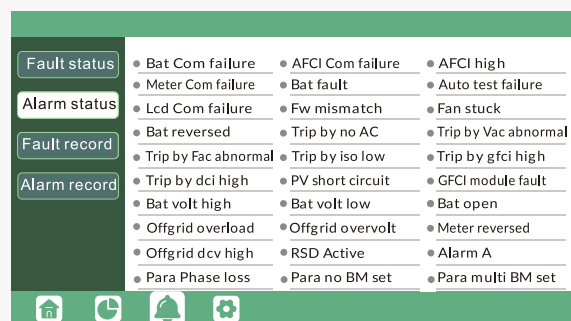 Fault status
Alarm status
Fault record
Alarm record
Bat Com failure AFCI Com failure AFCI high
Meter Com failure Bat fault Auto test failure
Lcd Com failure Fw mismatch Fan stuck
Bat reversed Trip by no AC Trip by Vac abnormal
Trip by Fac abnormal Trip by iso low Trip by gfci high
Trip by dci high PV short circuit GFCI module fault
Bat volt high Bat volt low Bat open
Offgrid overload Offgrid overvolt Meter reversed
Offgrid dcv high RSD Active Alarm A
Para Phase loss Para no BM set Para multi BM set